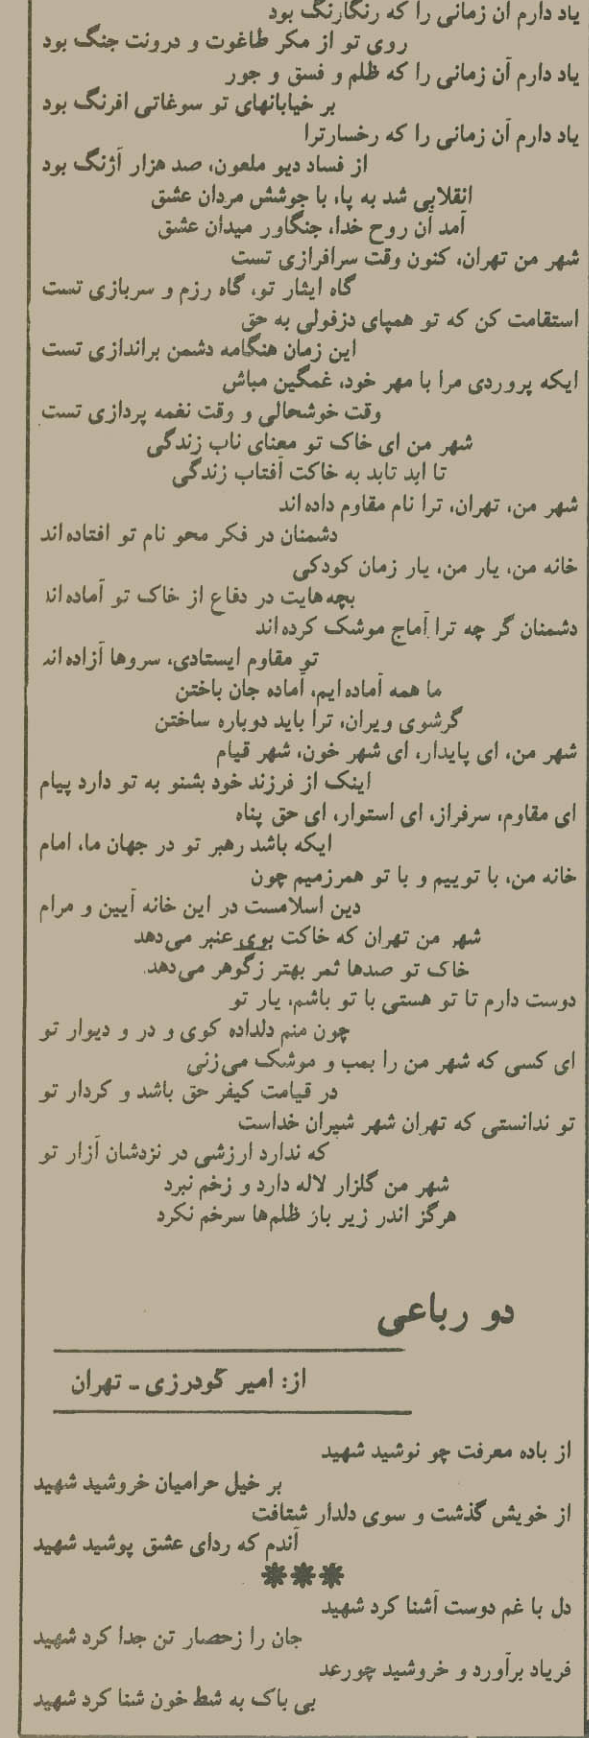 یاد دارم آن زمانی را که رنگارنگ بود
روی تو از مکر طاغوت و درونت جنگ بود
یاد دارم آن زمانی را که ظلم و فسق و جور
بر خیابانهای تو سوغاتی افرنگ بود
یاد دارم آن زمانی را که رخسارترا
از فساد دیو ملعون، صد هزار آژنگ بود
انقلابی شد به پا، با جوشش مردان عشق
آمد آن روح خدا، جنگاور میدان عشق
شهر من تهران، کنون وقت سرافرازی تست
گاه ایثار تو، گاه رزم و سربازی تست
استقامت کن که تو همپای دزفولی به حق
این زمان هنگامه دشمن براندازی تست
ایکه پروردی مرا با مهر خود، غمگین مباش
وقت خوشحالی و وقت نغمه پردازی تست
شهر من ای خاک تو معنای ناب زندگی
تا ابد تابد به خاکت آفتاب زندگی
شهر من، تهران، ترا نام مقاوم داده‌اند
دشمنان در فکر محو نام تو افتاده‌اند
خانه من، یار من، یار زمان کودکی
بچه‌هایت در دفاع از خاک تو آماده‌اند
دشمنان گر چه ترا آماج موشک کرده‌اند
تو مقاوم ایستادی، سروها آزاده‌اند
ما همه آماده‌ایم، آماده جان باختن
گرشوی ویران، ترا باید دوباره ساختن
شهر من، ای پایدار، ای شهر خون، شهر قیام
اینک از فرزند خود بشنو به تو دارد پیام
ای مقاوم، سرفراز، ای استوار، ای حق پناه
ایکه باشد رهبر تو در جهان ما، امام
خانه من، با توییم و با تو همرزمیم چون
دین اسلامست در این خانه آیین و مرام
شهر من تهران که خاکت بوی عنبر می‌دهد
خاک تو صدها ثمر بهتر زگوهر می‌دهد.
دوست دارم تا تو هستی با تو باشم، یار تو
چون منم دلداده کوی و در و دیوار تو
ای کسی که شهر من را بمب و موشک می‌زنی
در قیامت کیفر حق باشد و کردار تو
تو ندانستی که تهران شهر شیران خداست
که ندارد ارزشی در نزدشان آزار تو
شهر من گلزار لاله دارد و زخم نبرد
هرگز اندر زیر بار ظلم‌ها سرخم نکرد
دو رباعی
از: امیر گودرزی ـ تهران
از باده معرفت چو نوشید شهید
بر خیل حرامیان خروشید شهید
از خویش گذشت و سوی دلدار شتافت
آندم که ردای عشق پوشید شهید
✱✱✱
دل با غم دوست آشنا کرد شهید
جان را زحصار تن جدا کرد شهید
فریاد برآورد و خروشید چورعد
بی باک به شط خون شنا کرد شهید